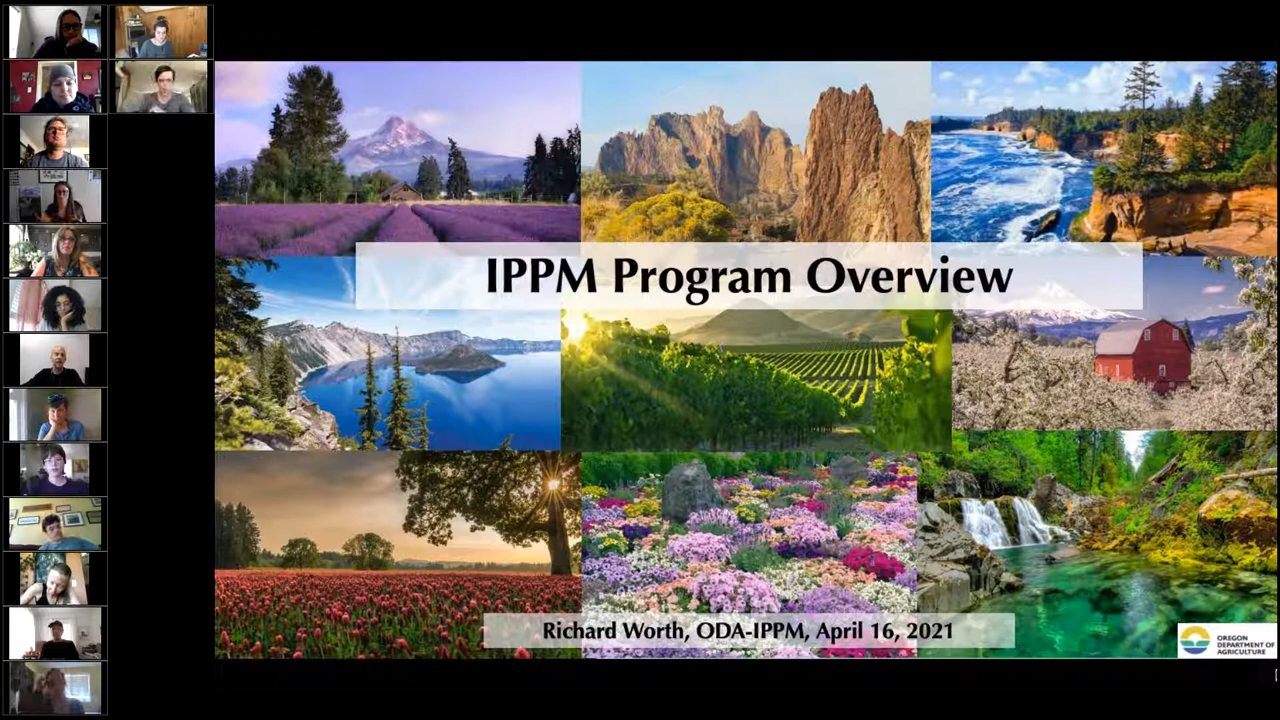 IPPM Program Overview
Richard Worth, ODA-IPPM, April 16, 2021
OREGON
DEPARTMENT OF
AGRICULTURE